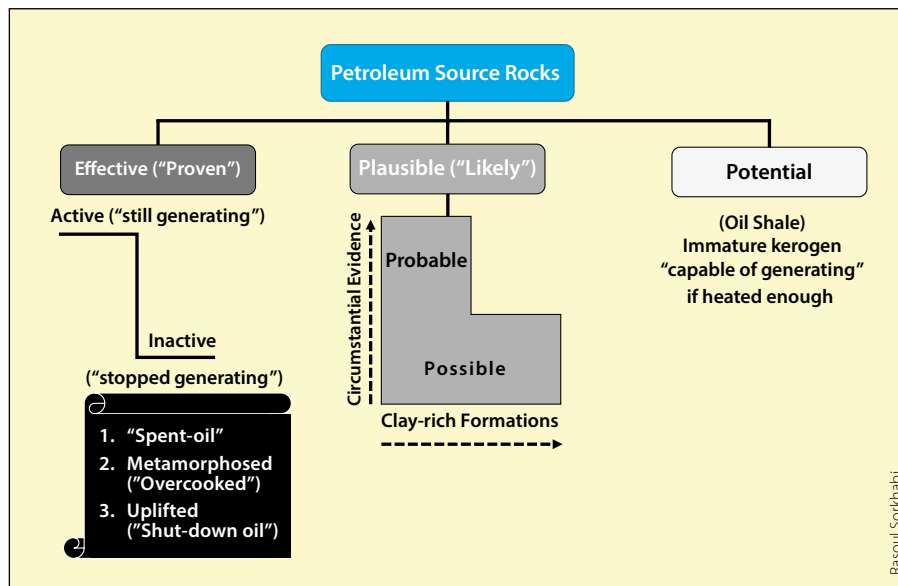 Petroleum Source Rocks
Effective (“Proven”)
Plausible (“Likely”)
Potential
Active (“still generating”)
Inactive
(“stopped generating”)
1. “Spent-oil”
2. Metamorphosed
(”Overcooked”)
3. Uplifted
(”Shut-down oil”)
Circumstantial Evidence
Probable
Possible
Clay-rich Formations
(Oil Shale)
Immature kerogen
“capable of generating”
if heated enough
Rasoul Sorkhabi